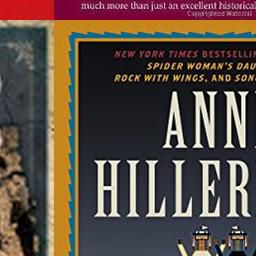 much more than just an excellent historical
Copyrighted Material
NEW YORK TIMES BESTSELLIN
SPIDER WOMAN'S DAU
ROCK WITH WINGS, AND SON
ANN
HILLER